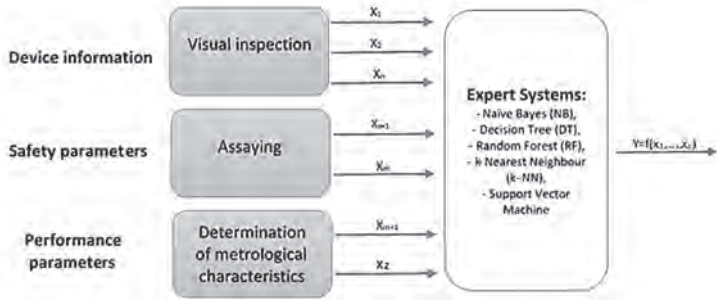 Device information
Visual inspection
X₁
X₂
Xₙ
Safety parameters
Assaying
Xₙ₊₁
Xₘ
Performance
parameters
Determination
of metrological
characteristics
Xₘ₊₁
Xz
Expert Systems:
- Naïve Bayes (NB),
- Decision Tree (DT),
- Random Forest (RF),
- k-Nearest Neighbour
(k-NN),
- Support Vector
Machine
Y=f(x₁,...,x₂)